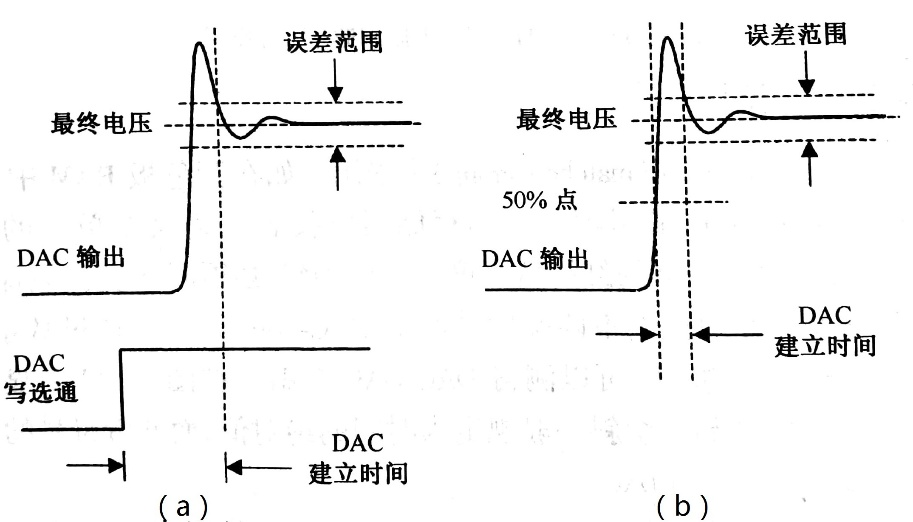 误差范围
最终电压
DAC 输出
DAC
写选通
DAC
建立时间
(a)
误差范围
最终电压
50% 点
DAC 输出
DAC
建立时间
(b)